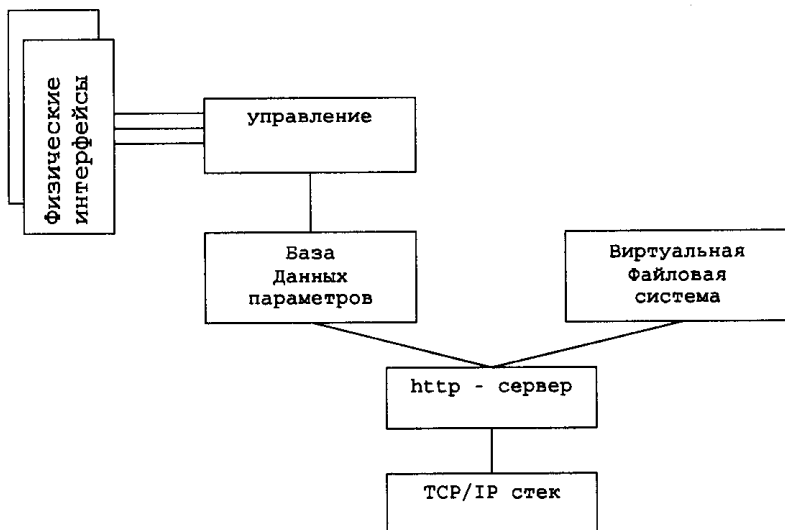 физические
интерфейсы
управление
База
Данных
параметров
Виртуальная
Файловая
система
http - сервер
TCP/IP стек